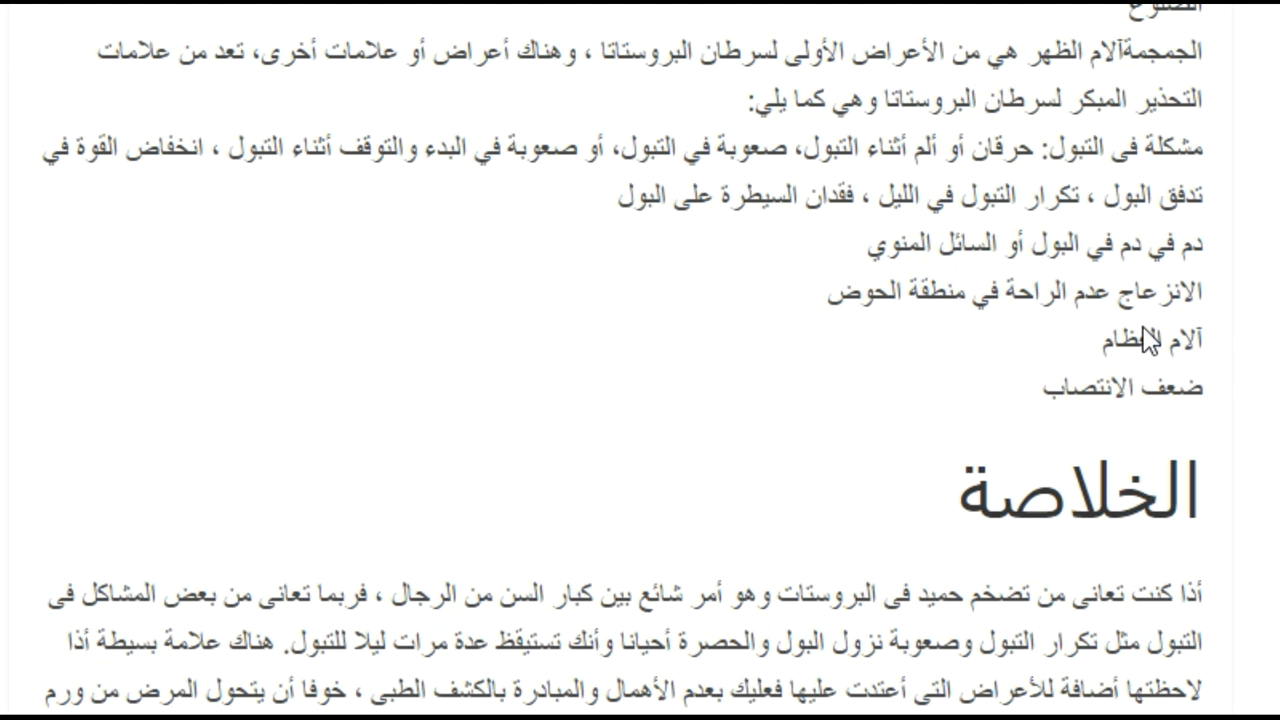 الجمجمةآلام الظهر هي من الأعراض الأولى لسرطان البروستاتا ، وهناك أعراض أو علامات أخرى، تعد من علامات
التحذير المبكر لسرطان البروستاتا وهي كما يلي:
مشكلة فى التبول: حرقان أو ألم أثناء التبول، صعوبة في التبول، أو صعوبة في البدء والتوقف أثناء التبول ، انخفاض القوة في
تدفق البول ، تكرار التبول في الليل ، فقدان السيطرة على البول
دم في دم في البول أو السائل المنوي
الانزعاج عدم الراحة في منطقة الحوض
آلام العظام
ضعف الانتصاب
الخلاصة
أذا كنت تعانى من تضخم حميد فى البروستات وهو أمر شائع بين كبار السن من الرجال ، فربما تعانى من بعض المشاكل فى
التبول مثل تكرار التبول وصعوبة نزول البول والحصرة أحيانا وأنك تستيقظ عدة مرات ليلا للتبول. هناك علامة بسيطة أذا
لاحظتها أضافة للأعراض التى أعتدت عليها فعليك بعدم الأهمال والمبادرة بالكشف الطبى ، خوفا أن يتحول المرض من ورم